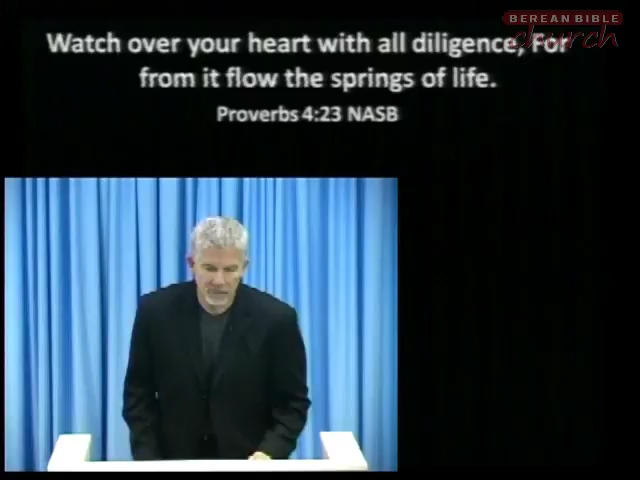 BEREAN BIBLE
church
Watch over your heart with all diligence, For
from it flow the springs of life.
Proverbs 4:23 NASB